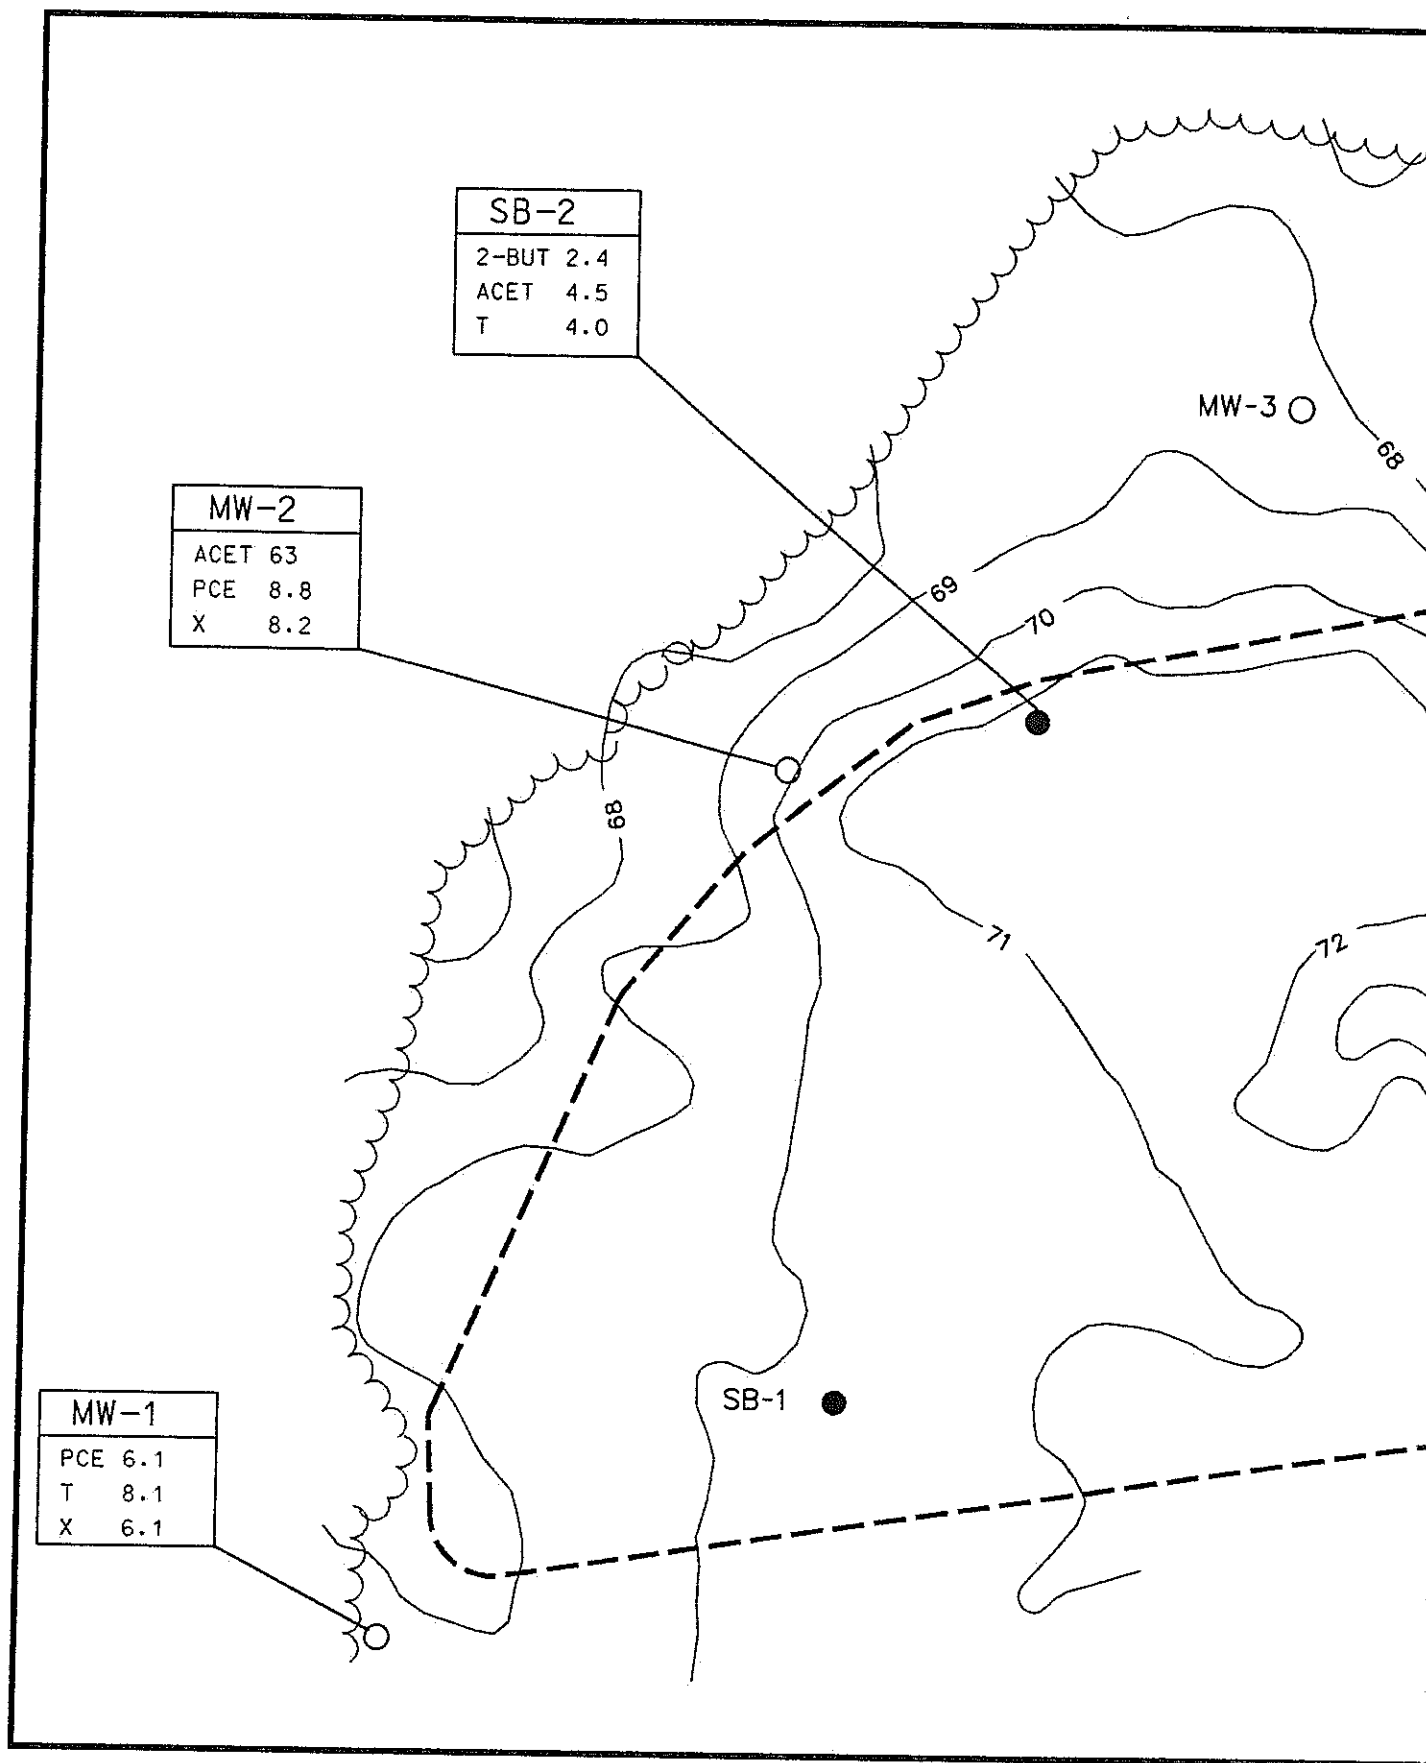 SB-2
2-BUT 2.4
ACET 4.5
T 4.0
MW-3
68
MW-2
ACET 63
PCE 8.8
X 8.2
69
70
68
71
72
MW-1
PCE 6.1
T 8.1
X 6.1
SB-1